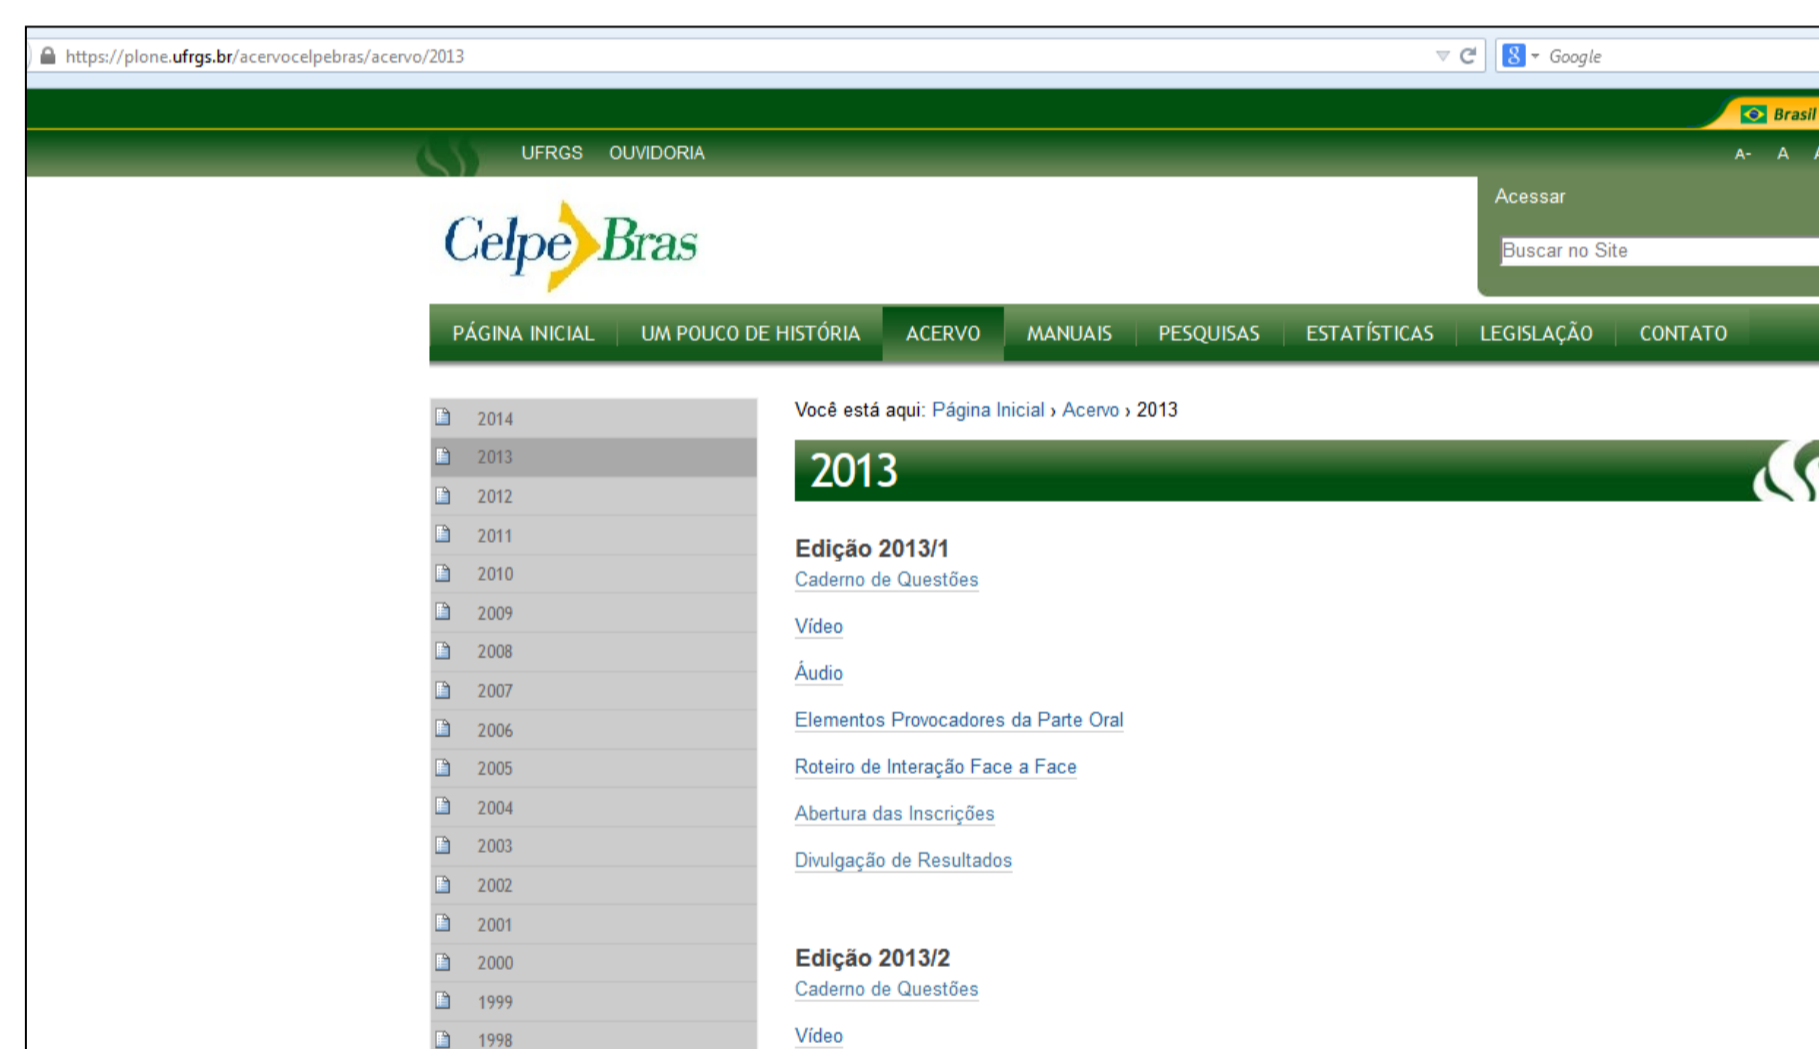 https://plone.ufrgs.br/acervocelpebras/acervo/2013
Google
Brasil
UFRGS OUVIDORIA
A- A
Acessar
Celpe Bras
Buscar no Site
PÁGINA INICIAL UM POUCO DE HISTÓRIA ACERVO MANUAIS PESQUISAS ESTATÍSTICAS LEGISLAÇÃO CONTATO
2014
2013
2012
2011
2010
2009
2008
2007
2006
2005
2004
2003
2002
2001
2000
1999
1998
Você está aqui: Página Inicial › Acervo › 2013
2013
Edição 2013/1
Caderno de Questões
Vídeo
Áudio
Elementos Provocadores da Parte Oral
Roteiro de Interação Face a Face
Abertura das Inscrições
Divulgação de Resultados
Edição 2013/2
Caderno de Questões
Vídeo